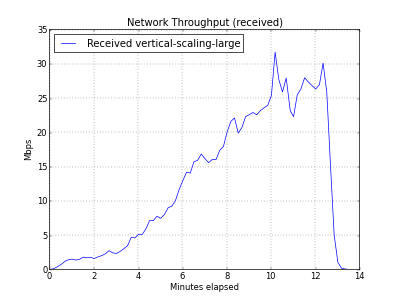 Network Throughput (received)
Received vertical-scaling-large
35
30
25
20
15
10
5
0
Mbps
0 2 4 6 8 10 12 14
Minutes elapsed